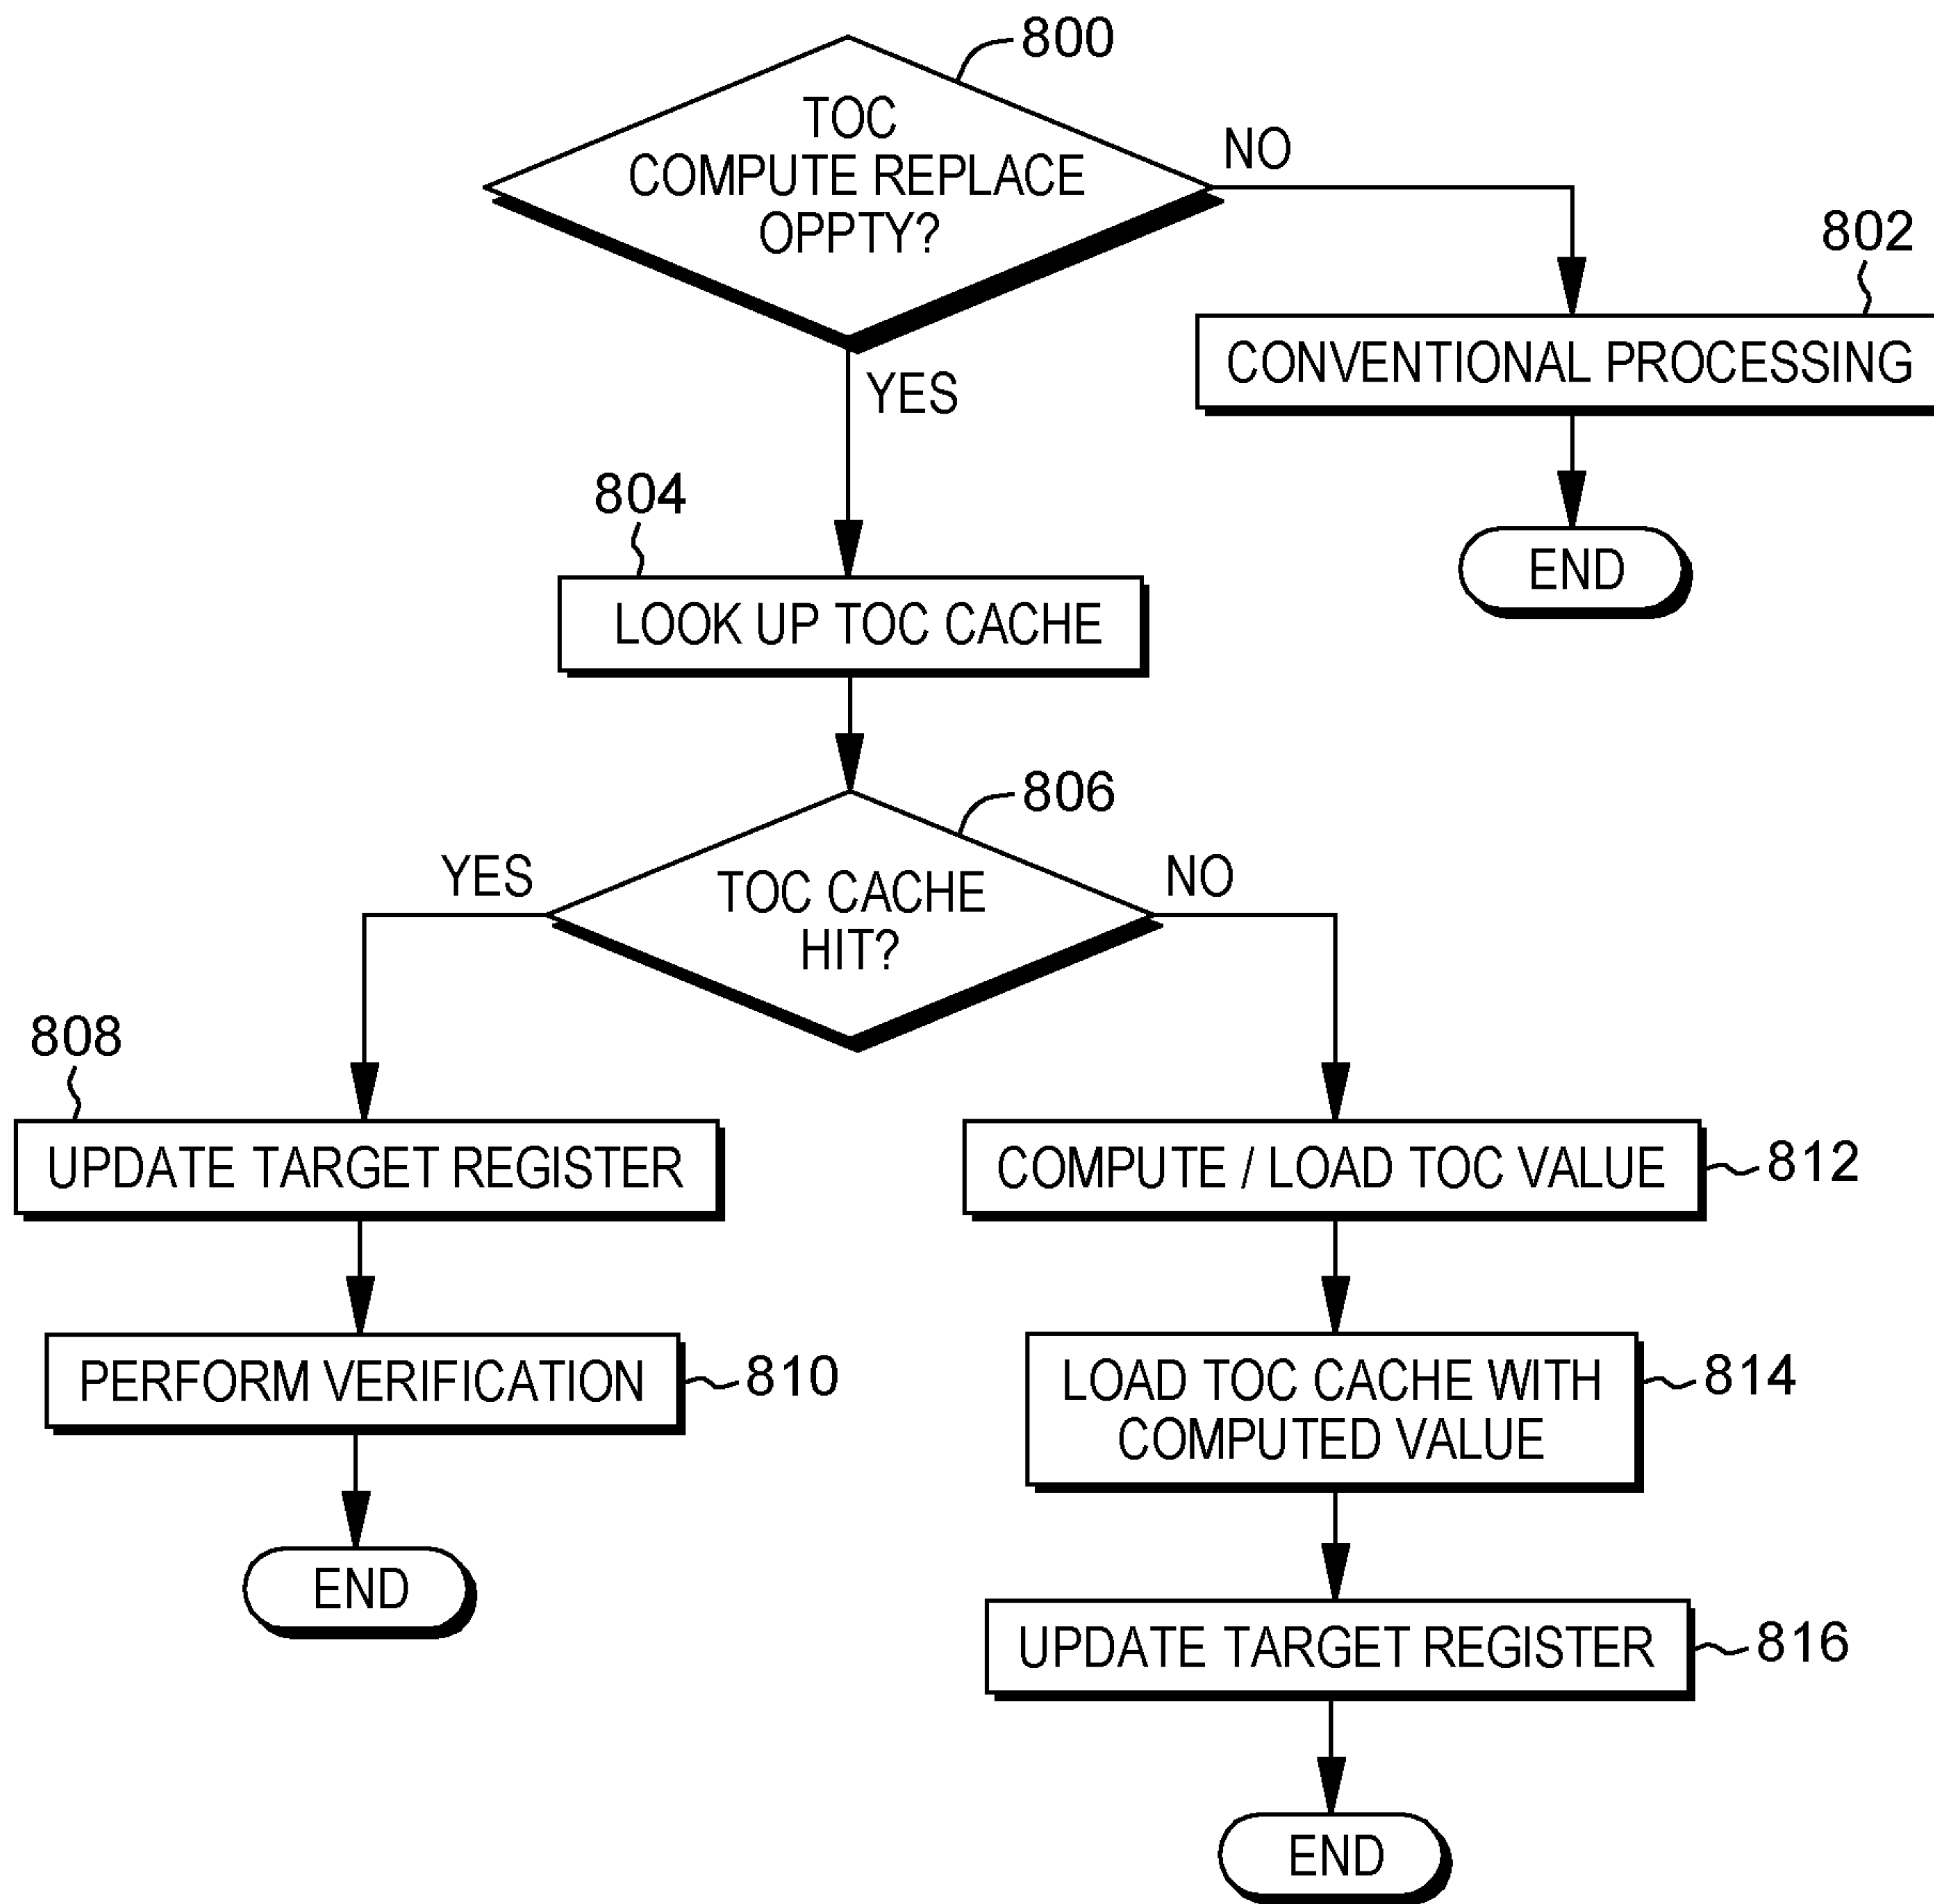 800
TOC
COMPUTE REPLACE
OPPTY?
NO
802
CONVENTIONAL PROCESSING
END
YES
804
LOOK UP TOC CACHE
806
TOC CACHE
HIT?
YES
NO
808
UPDATE TARGET REGISTER
PERFORM VERIFICATION
810
END
COMPUTE / LOAD TOC VALUE
812
LOAD TOC CACHE WITH
COMPUTED VALUE
814
UPDATE TARGET REGISTER
816
END